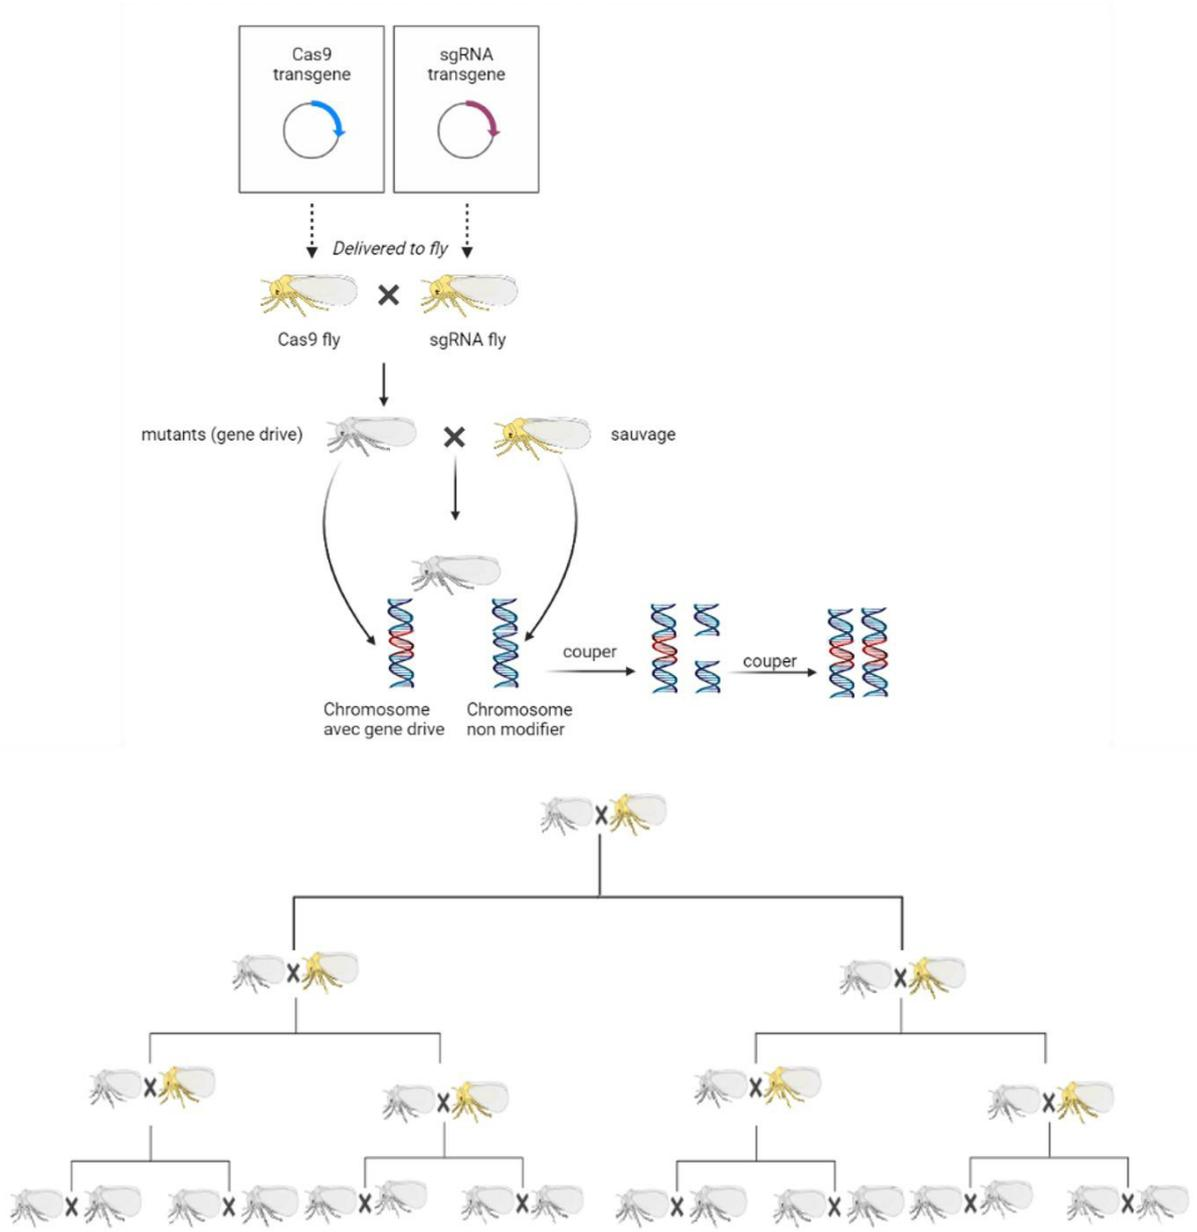 Cas9
transgene
sgRNA
transgene
Delivered to fly
Cas9 fly
sgRNA fly
mutants (gene drive)
sauvage
couper
couper
Chromosome
avec gene drive
Chromosome
non modifier